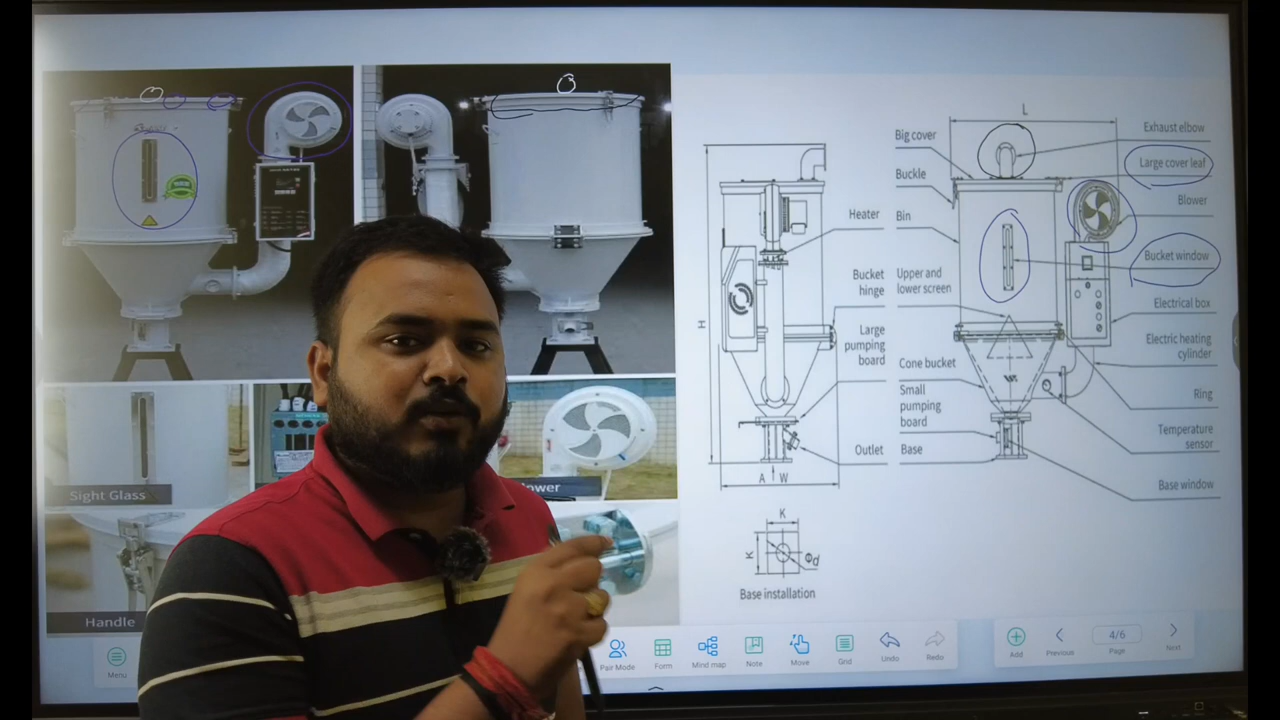 Sight Glass
Handle
Big cover
Buckle
Heater
Bin
Bucket
hinge
Upper and
lower screen
Large
pumping
board
Cone bucket
Small
pumping
board
Outlet
Base
L
H
A
W
K
K
Φd
Base installation
Exhaust elbow
Large cover leaf
Blower
Bucket window
Electrical box
Electric heating
cylinder
Ring
Temperature
sensor
Base window
Menu
Pair Mode
Form
Mind map
Note
Move
Grid
Undo
Redo
Add
Previous
4/6
Page
Next